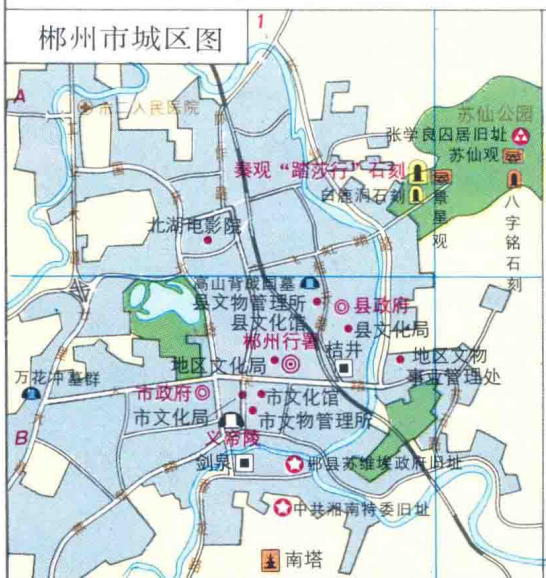 郴州市城区图
1
A
市二人民医院
苏仙公园
张学良囚居旧址
苏仙观
秦观“踏莎行”石刻
白鹿洞石刻
景星观
八字铭石刻
北湖电影院
高山背战国墓
县文物管理所
县政府
县文化馆
县文化局
郴州行署
桔井
地区文化局
地区文物
事业管理处
万花冲墓群
市政府
市文化馆
市文化局
市文物管理所
B
义帝陵
剑泉
郴县苏维埃政府旧址
中共湘南特委旧址
南塔